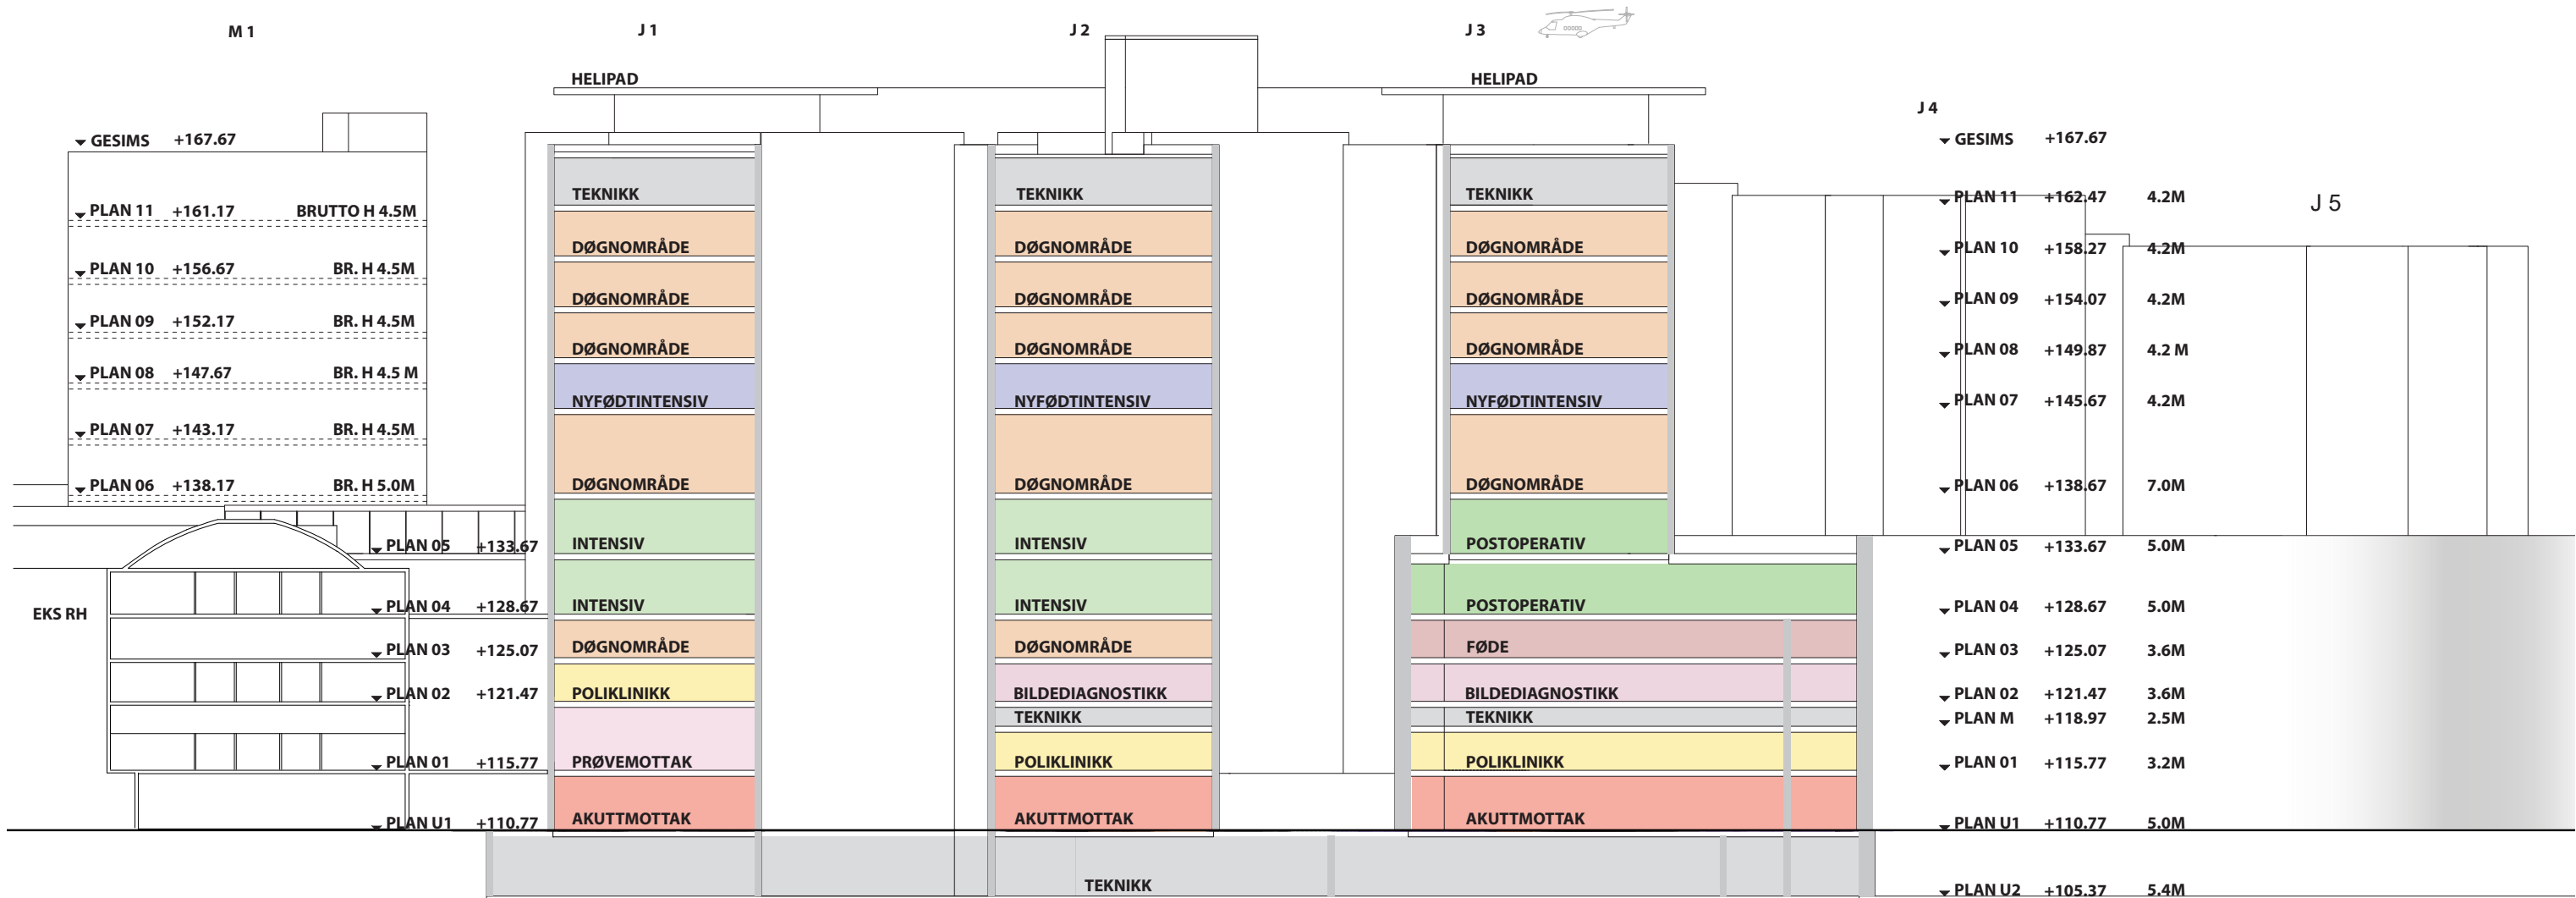 M 1
J 1
J 2
J 3
HELIPAD
HELIPAD
J 4
J 5
GESIMS +167.67
PLAN 11 +161.17 BRUTTO H 4.5M
PLAN 10 +156.67 BR. H 4.5M
PLAN 09 +152.17 BR. H 4.5M
PLAN 08 +147.67 BR. H 4.5 M
PLAN 07 +143.17 BR. H 4.5M
PLAN 06 +138.17 BR. H 5.0M
EKS RH
PLAN 05 +133.67
PLAN 04 +128.67
PLAN 03 +125.07
PLAN 02 +121.47
PLAN 01 +115.77
PLAN U1 +110.77
TEKNIKK
DØGNOMRÅDE
DØGNOMRÅDE
DØGNOMRÅDE
NYFØDTINTENSIV
DØGNOMRÅDE
INTENSIV
INTENSIV
DØGNOMRÅDE
POLIKLINIKK
PRØVEMOTTAK
AKUTTMOTTAK
TEKNIKK
DØGNOMRÅDE
DØGNOMRÅDE
DØGNOMRÅDE
NYFØDTINTENSIV
DØGNOMRÅDE
INTENSIV
INTENSIV
DØGNOMRÅDE
BILDEDIAGNOSTIKK
TEKNIKK
POLIKLINIKK
AKUTTMOTTAK
TEKNIKK
TEKNIKK
DØGNOMRÅDE
DØGNOMRÅDE
DØGNOMRÅDE
NYFØDTINTENSIV
DØGNOMRÅDE
POSTOPERATIV
POSTOPERATIV
FØDE
BILDEDIAGNOSTIKK
TEKNIKK
POLIKLINIKK
AKUTTMOTTAK
GESIMS +167.67
PLAN 11 +162.47 4.2M
PLAN 10 +158.27 4.2M
PLAN 09 +154.07 4.2M
PLAN 08 +149.87 4.2 M
PLAN 07 +145.67 4.2M
PLAN 06 +138.67 7.0M
PLAN 05 +133.67 5.0M
PLAN 04 +128.67 5.0M
PLAN 03 +125.07 3.6M
PLAN 02 +121.47 3.6M
PLAN M +118.97 2.5M
PLAN 01 +115.77 3.2M
PLAN U1 +110.77 5.0M
PLAN U2 +105.37 5.4M